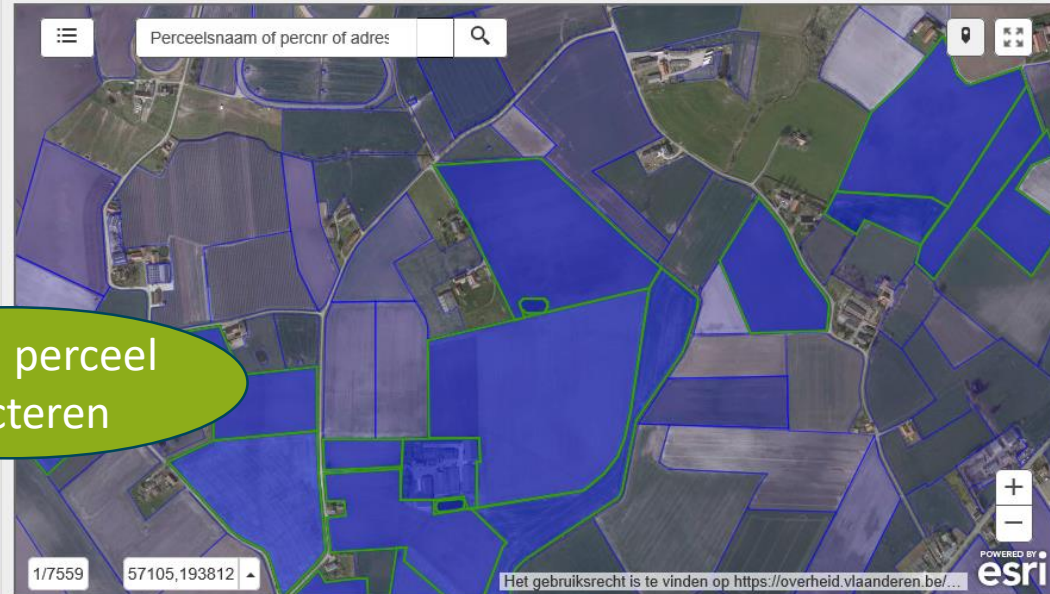 Perceelsnaam of percnr of adres
perceel
cteren
+
−
1/7559
57105,193812
Het gebruiksrecht is te vinden op https://overheid.vlaanderen.be/...
POWERED BY
esri